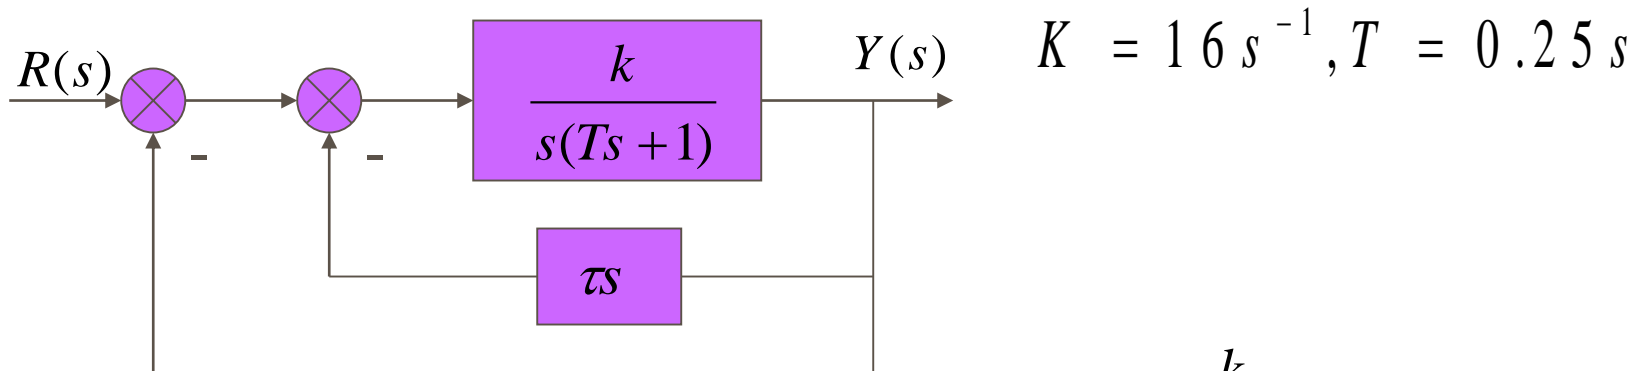 R(s)
-
-
k
s(Ts + 1)
Y(s)
τs
K = 16 s⁻¹, T = 0.25 s
k